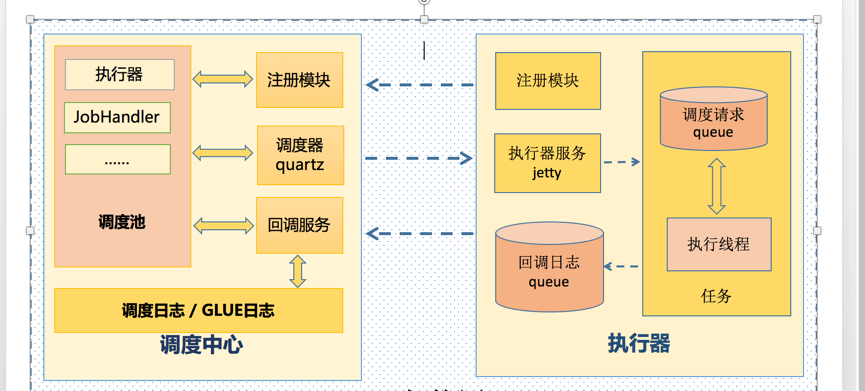 执行器
JobHandler
......
调度池
注册模块
调度器
quartz
回调服务
调度日志 / GLUE日志
调度中心
注册模块
执行器服务
jetty
回调日志
queue
调度请求
queue
执行线程
任务
执行器